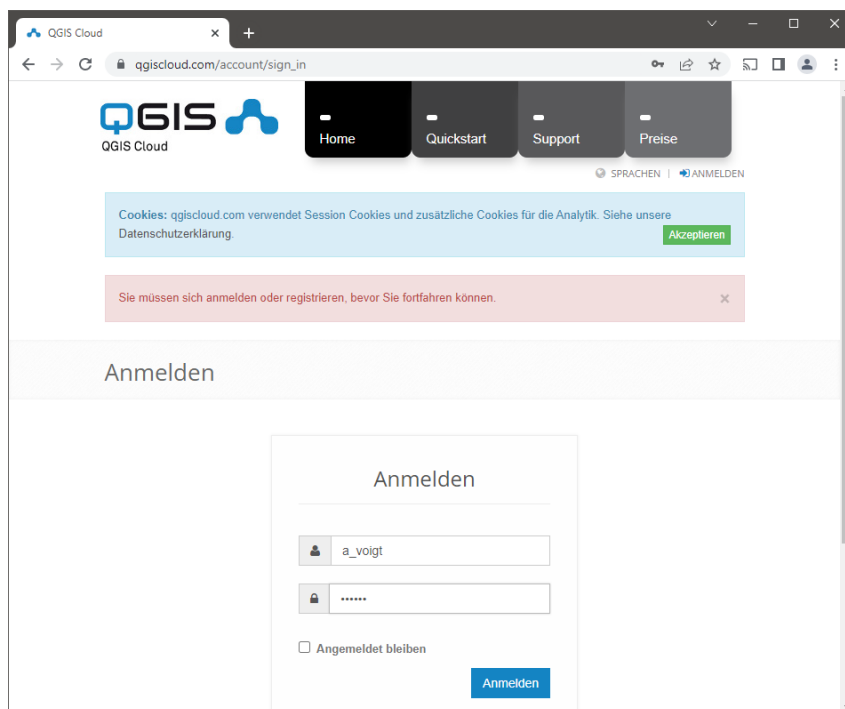 QGIS Cloud
qgiscloud.com/account/sign_in
QGIS
QGIS Cloud
Home
Quickstart
Support
Preise
SPRACHEN | ANMELDEN
Cookies: qgiscloud.com verwendet Session Cookies und zusätzliche Cookies für die Analytik. Siehe unsere
Datenschutzerklärung.
Akzeptieren
Sie müssen sich anmelden oder registrieren, bevor Sie fortfahren können.
Anmelden
Anmelden
a_voigt
••••••
Angemeldet bleiben
Anmelden